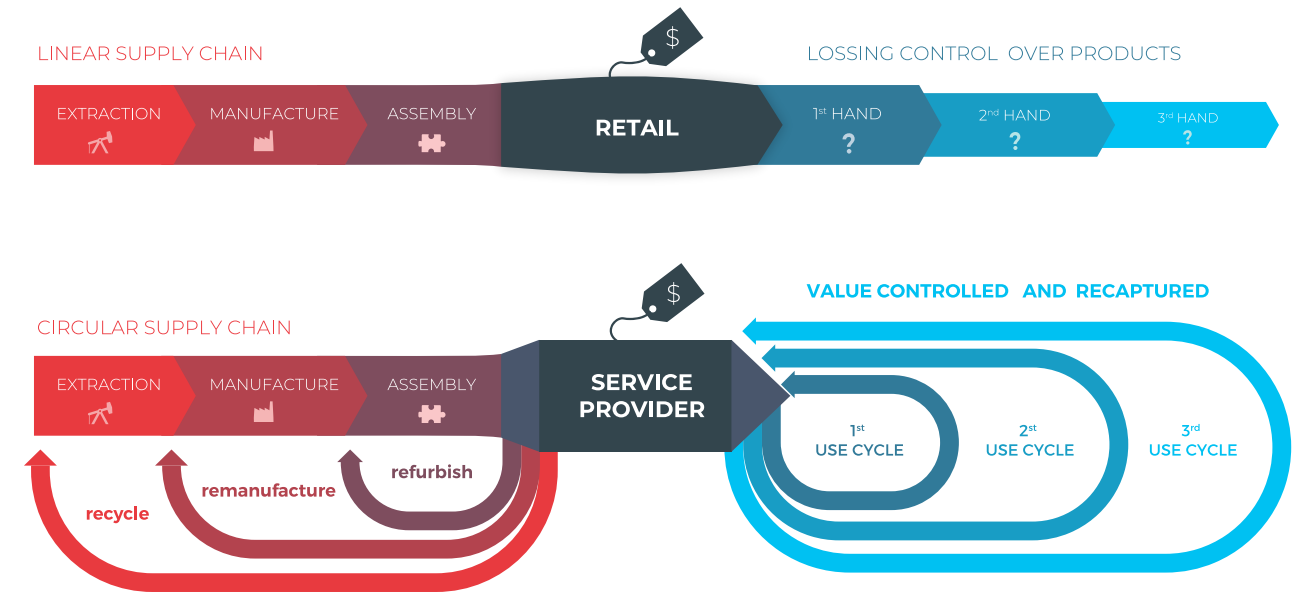 $
LINEAR SUPPLY CHAIN
LOSSING CONTROL OVER PRODUCTS
EXTRACTION
MANUFACTURE
ASSEMBLY
RETAIL
1st HAND
?
2nd HAND
?
3rd HAND
?
$
VALUE CONTROLLED AND RECAPTURED
CIRCULAR SUPPLY CHAIN
EXTRACTION
MANUFACTURE
ASSEMBLY
SERVICE
PROVIDER
1st
USE CYCLE
2st
USE CYCLE
3rd
USE CYCLE
refurbish
remanufacture
recycle